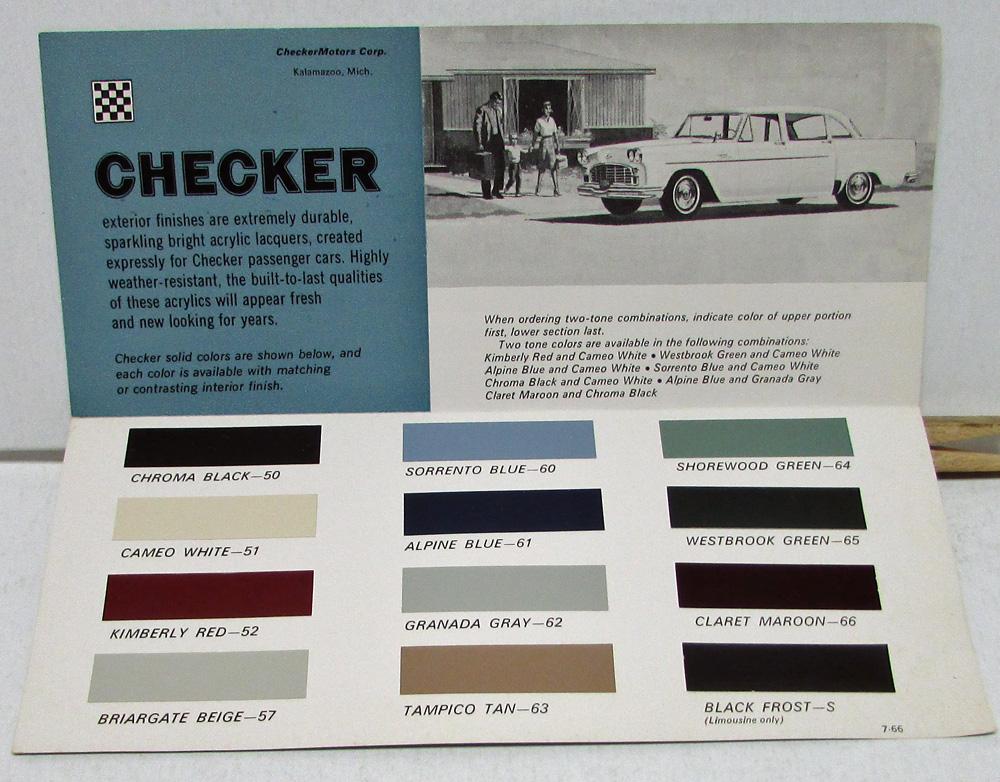 CheckerMotors Corp.
Kalamazoo, Mich.
CHECKER
exterior finishes are extremely durable,
sparkling bright acrylic lacquers, created
expressly for Checker passenger cars. Highly
weather-resistant, the built-to-last qualities
of these acrylics will appear fresh
and new looking for years.
Checker solid colors are shown below, and
each color is available with matching
or contrasting interior finish.
When ordering two-tone combinations, indicate color of upper portion
first, lower section last.
Two tone colors are available in the following combinations:
Kimberly Red and Cameo White • Westbrook Green and Cameo White
Alpine Blue and Cameo White • Sorrento Blue and Cameo White
Chroma Black and Cameo White • Alpine Blue and Granada Gray
Claret Maroon and Chroma Black
CHROMA BLACK—50
CAMEO WHITE—51
KIMBERLY RED—52
BRIARGATE BEIGE—57
SORRENTO BLUE—60
ALPINE BLUE—61
GRANADA GRAY—62
TAMPICO TAN—63
SHOREWOOD GREEN—64
WESTBROOK GREEN—65
CLARET MAROON—66
BLACK FROST—S
(Limousine only)
7-66